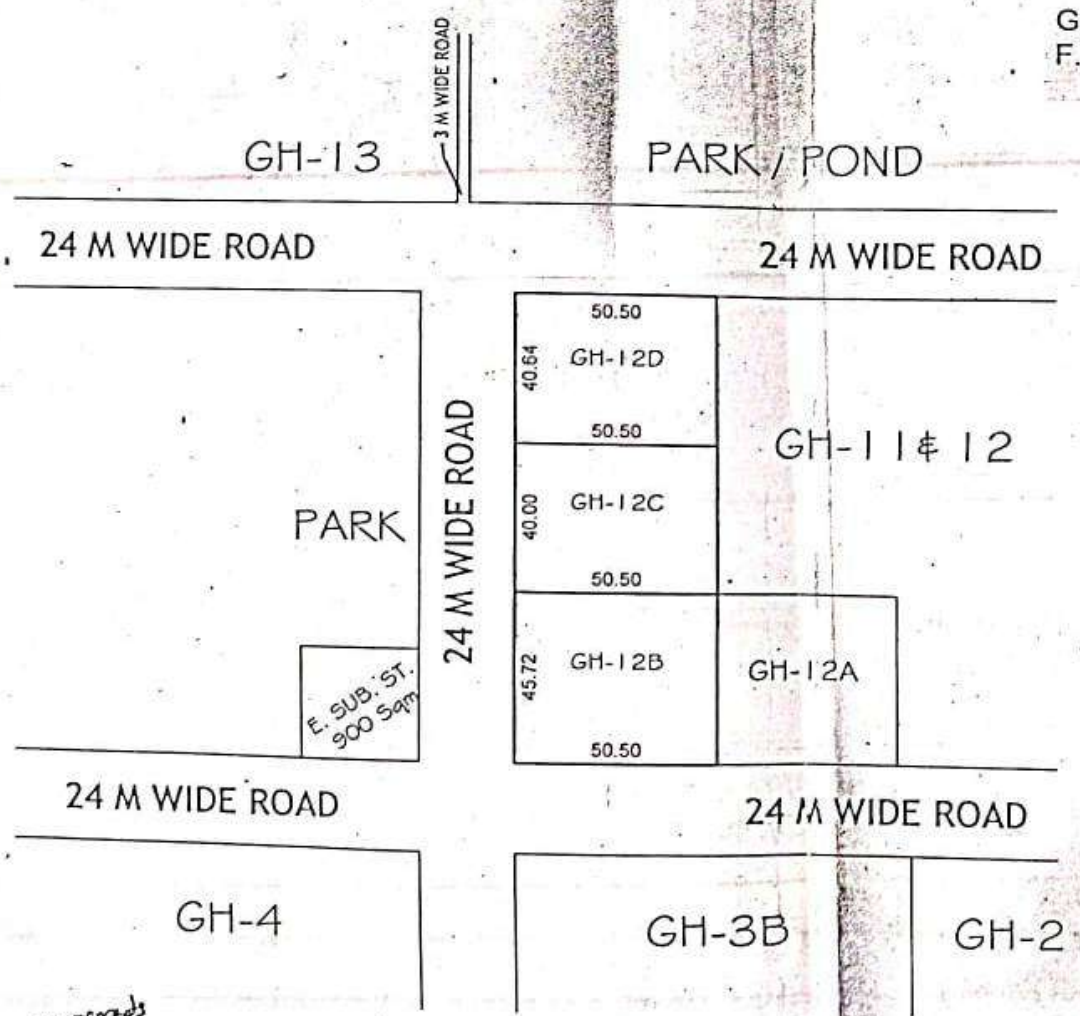 G
F.
3 M WIDE ROAD
GH-13
PARK / POND
24 M WIDE ROAD
24 M WIDE ROAD
50.50
40.64
GH-12D
50.50
24 M WIDE ROAD
GH-11 & 12
PARK
40.00
GH-12C
50.50
45.72
GH-12B
GH-12A
E. SUB. ST.
900 Sqm
50.50
24 M WIDE ROAD
24 M WIDE ROAD
GH-4
GH-3B
GH-2